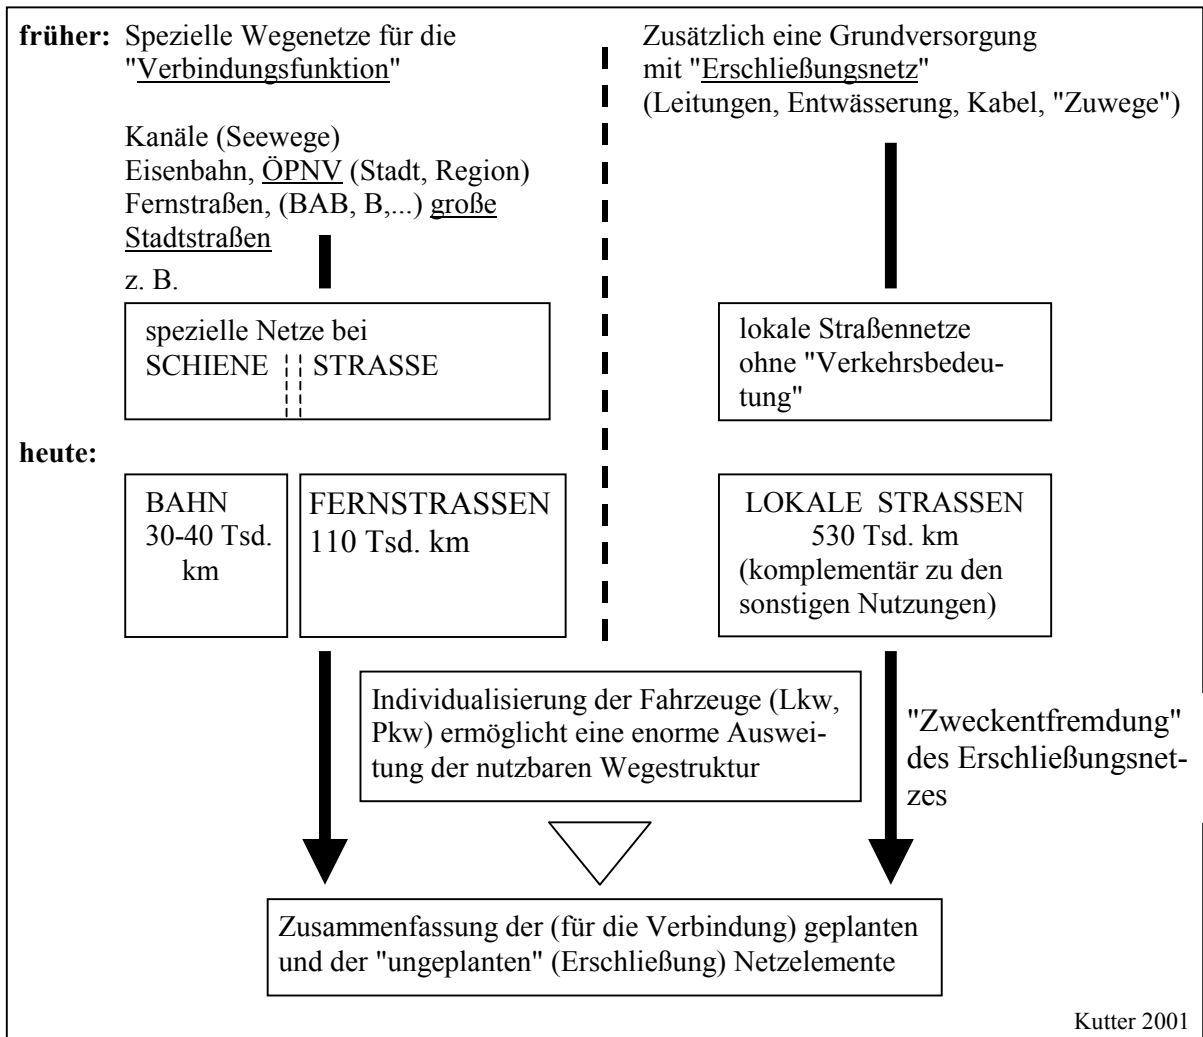 früher: Spezielle Wegenetze für die
"Verbindungsfunktion"
Kanäle (Seewege)
Eisenbahn, ÖPNV (Stadt, Region)
Fernstraßen, (BAB, B,...) große
Stadtstraßen
z. B.
spezielle Netze bei
SCHIENE STRASSE
Zusätzlich eine Grundversorgung
mit "Erschließungsnetz"
(Leitungen, Entwässerung, Kabel, "Zuwege")
lokale Straßennetze
ohne "Verkehrsbedeu-
tung"
heute:
BAHN
30-40 Tsd.
km
FERNSTRASSEN
110 Tsd. km
LOKALE STRASSEN
530 Tsd. km
(komplementär zu den
sonstigen Nutzungen)
Individualisierung der Fahrzeuge (Lkw,
Pkw) ermöglicht eine enorme Auswei-
tung der nutzbaren Wegestruktur
"Zweckentfremdung"
des Erschließungsnet-
zes
Zusammenfassung der (für die Verbindung) geplanten
und der "ungeplanten" (Erschließung) Netzelemente
Kutter 2001